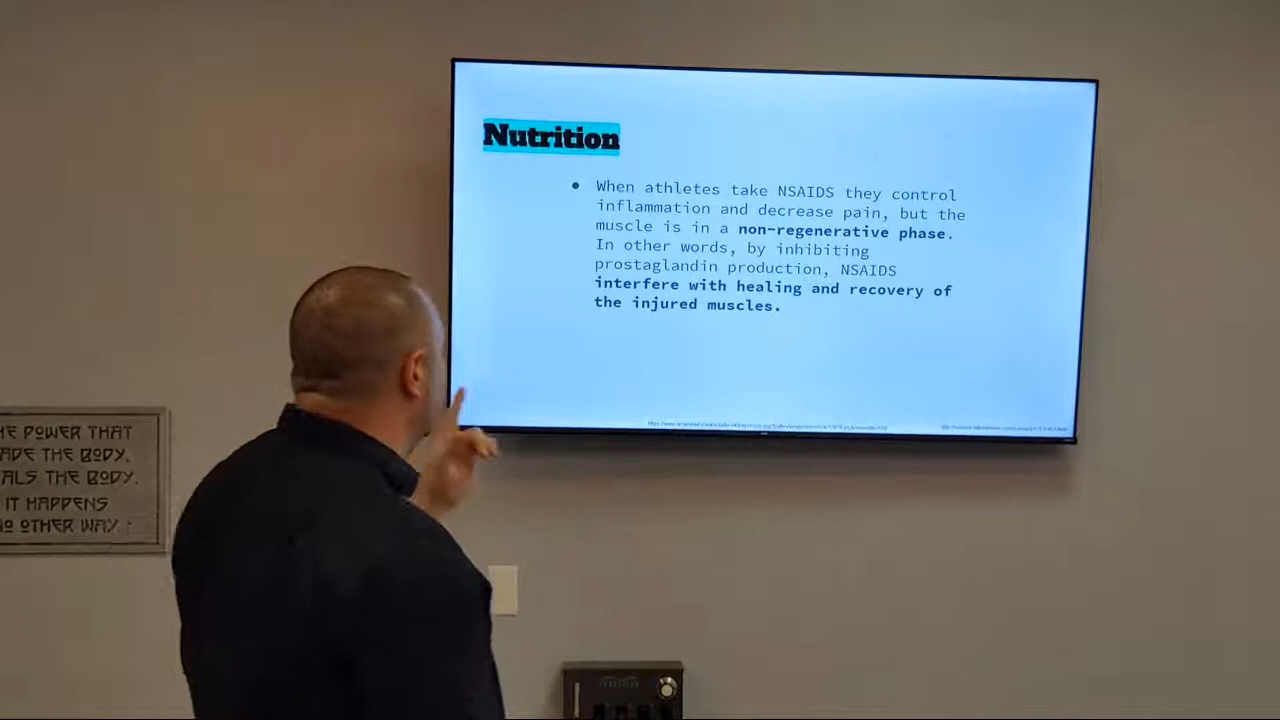 Nutrition
● When athletes take NSAIDS they control
inflammation and decrease pain, but the
muscle is in a non-regenerative phase.
In other words, by inhibiting
prostaglandin production, NSAIDS
interfere with healing and recovery of
the injured muscles.
HE POWER THAT
ADE THE BODY,
ALS THE BODY.
IT HAPPENS
NO OTHER WAY.